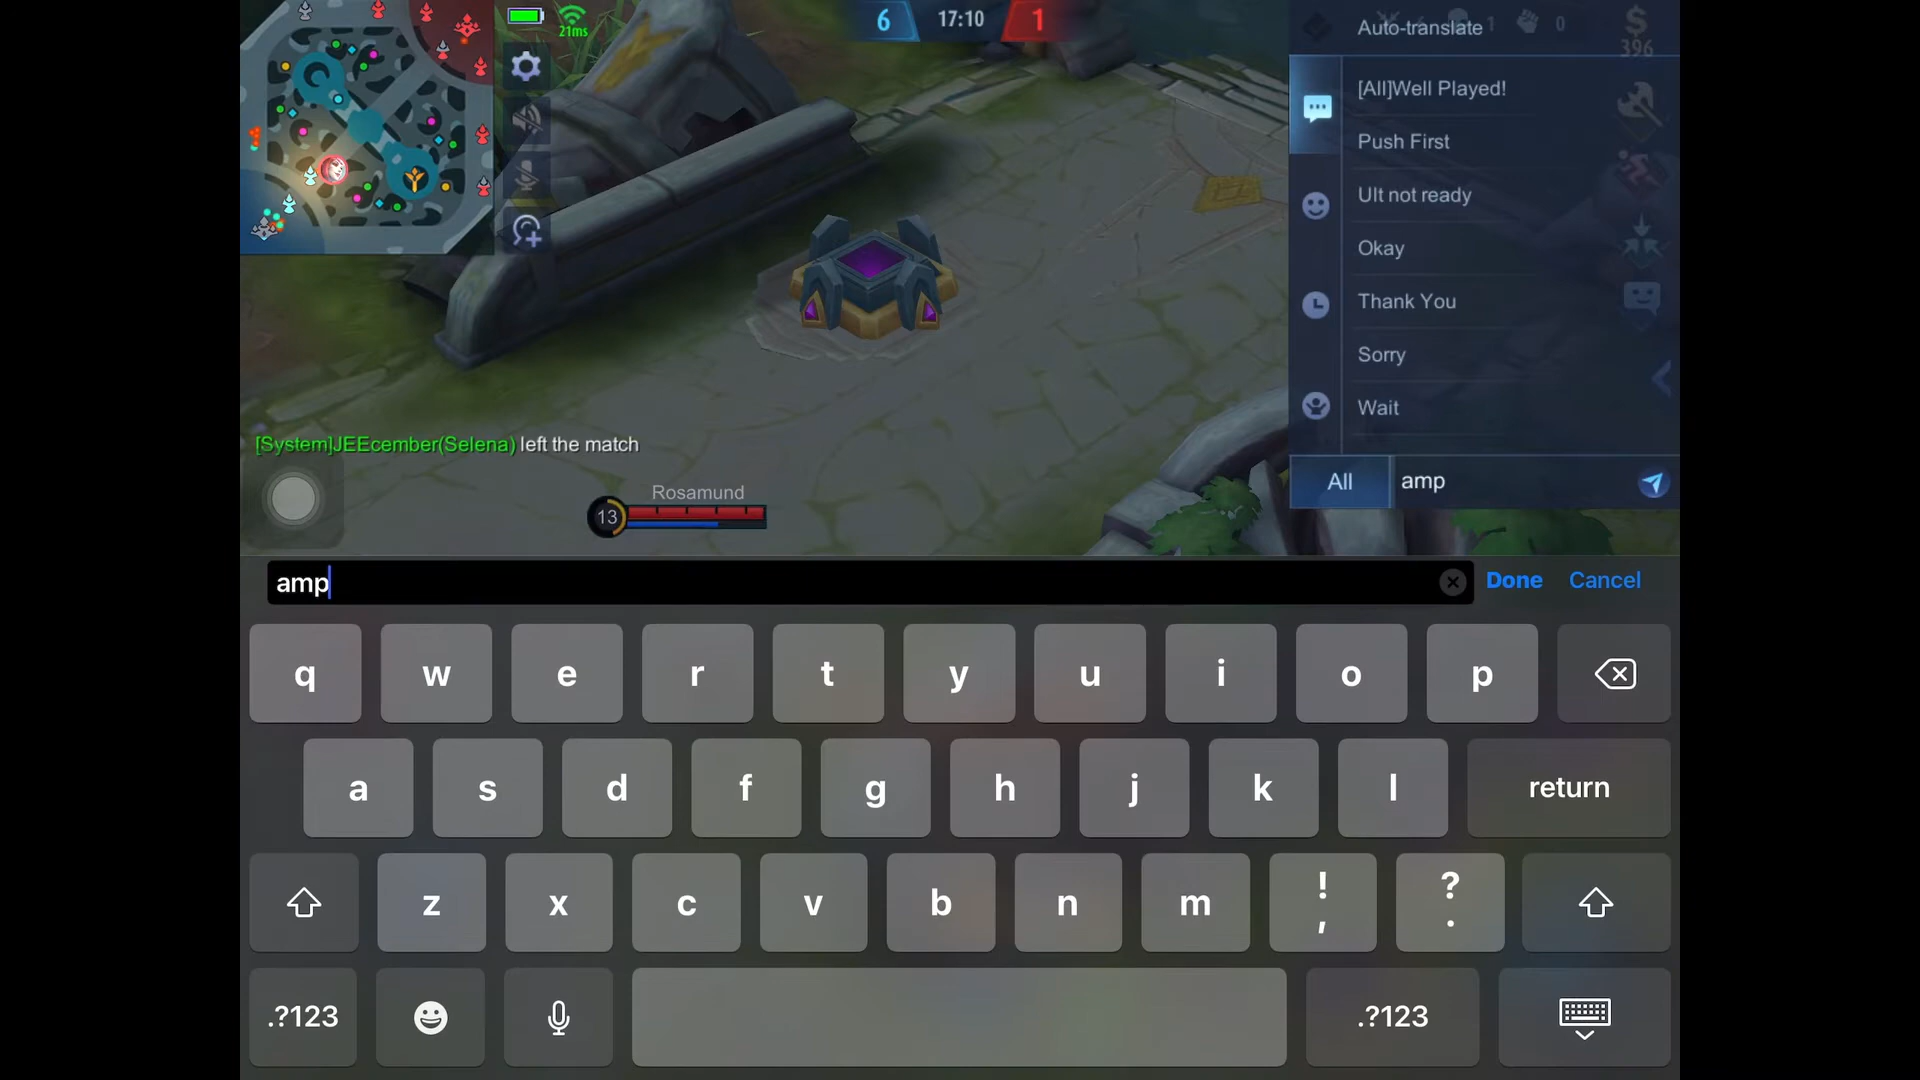 21ms
6 17:10 1
Auto-translate
1 0
396
[All]Well Played!
Push First
Ult not ready
Okay
Thank You
Sorry
Wait
All amp
[System]JEEcember(Selena) left the match
Rosamund
13
amp Done Cancel
q w e r t y u i o p
a s d f g h j k l return
z x c v b n m ! , ? .
.?123 .?123